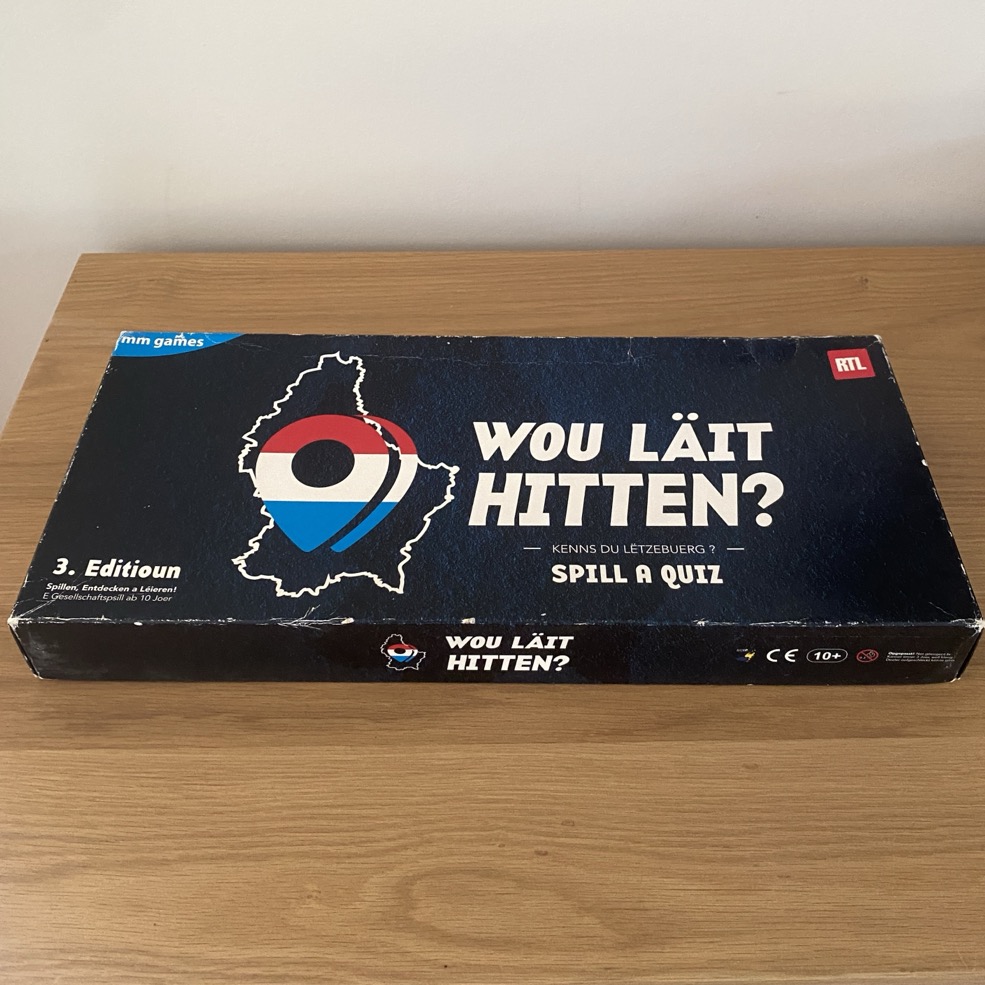 mm games
RTL
WOU LÄIT
HITTEN?
KENNS DU LËTZEBUERG ?
SPILL A QUIZ
3. Editioun
Spillen, Entdecken a Léieren!
E Gesellschaftsspill ab 10 Joer
WOU LÄIT
HITTEN?
CE
10+